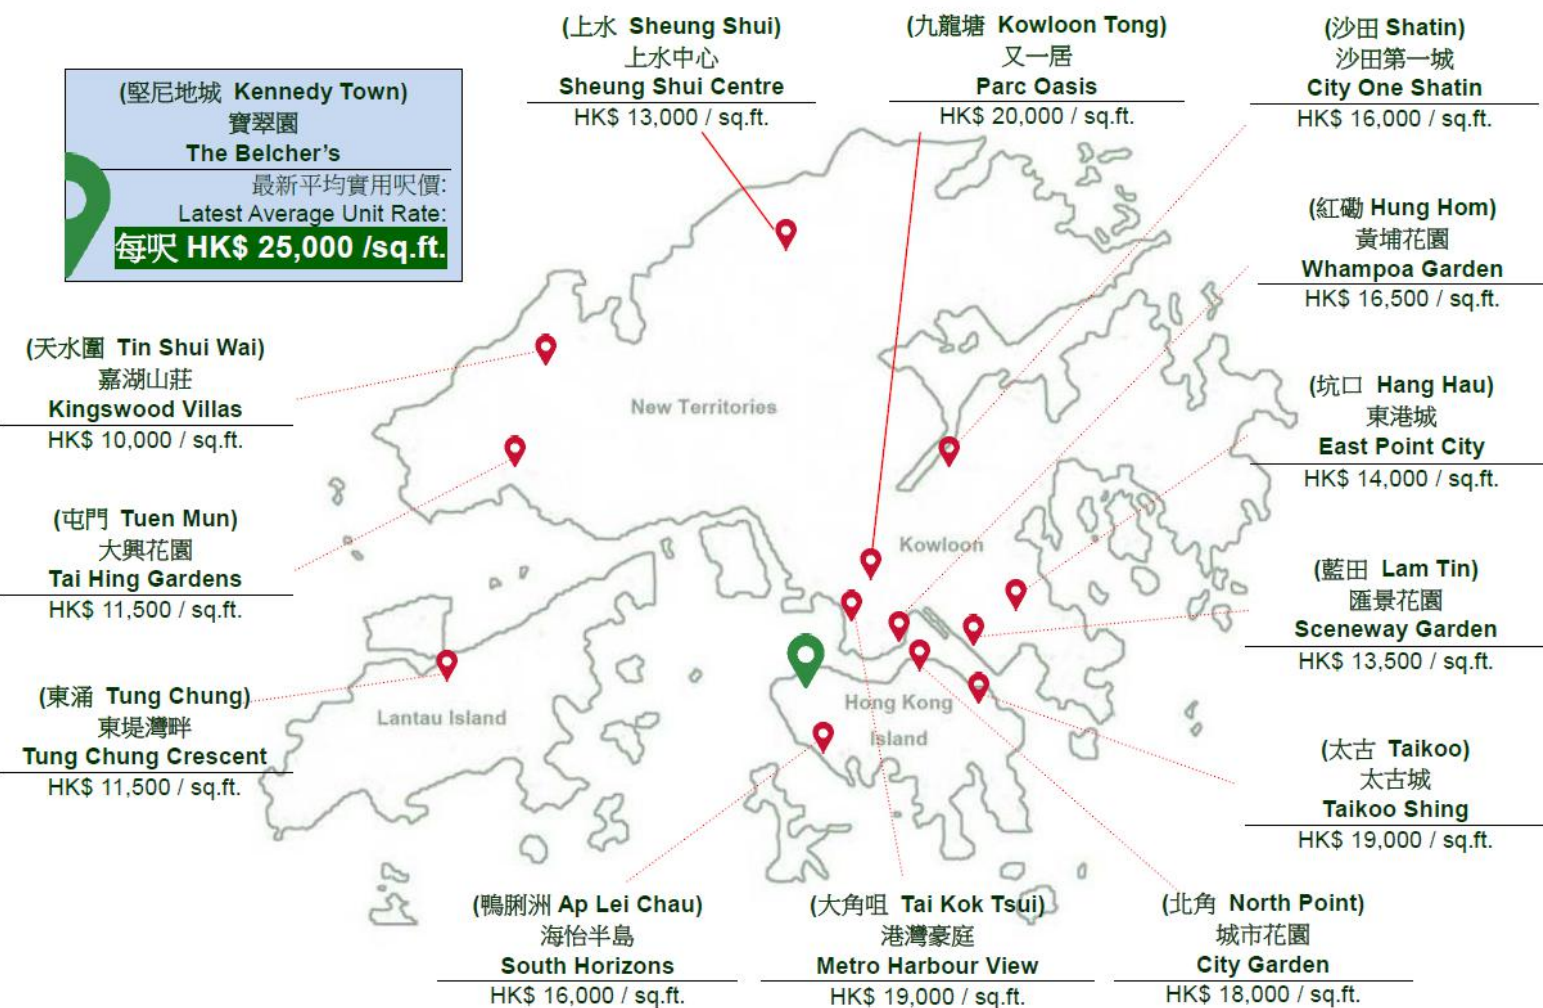 (上水 Sheung Shui)
上水中心
Sheung Shui Centre
HK$ 13,000 / sq.ft.
(九龍塘 Kowloon Tong)
又一居
Parc Oasis
HK$ 20,000 / sq.ft.
(沙田 Shatin)
沙田第一城
City One Shatin
HK$ 16,000 / sq.ft.
(堅尼地城 Kennedy Town)
寶翠園
The Belcher's
最新平均實用呎價:
Latest Average Unit Rate:
每呎 HK$ 25,000 /sq.ft.
(紅磡 Hung Hom)
黃埔花園
Whampoa Garden
HK$ 16,500 / sq.ft.
(天水圍 Tin Shui Wai)
嘉湖山莊
Kingswood Villas
HK$ 10,000 / sq.ft.
New Territories
(坑口 Hang Hau)
東港城
East Point City
HK$ 14,000 / sq.ft.
(屯門 Tuen Mun)
大興花園
Tai Hing Gardens
HK$ 11,500 / sq.ft.
Kowloon
(藍田 Lam Tin)
匯景花園
Sceneway Garden
HK$ 13,500 / sq.ft.
(東涌 Tung Chung)
東堤灣畔
Tung Chung Crescent
HK$ 11,500 / sq.ft.
Lantau Island
Hong Kong
Island
(太古 Taikoo)
太古城
Taikoo Shing
HK$ 19,000 / sq.ft.
(鴨脷洲 Ap Lei Chau)
海怡半島
South Horizons
HK$ 16,000 / sq.ft.
(大角咀 Tai Kok Tsui)
港灣豪庭
Metro Harbour View
HK$ 19,000 / sq.ft.
(北角 North Point)
城市花園
City Garden
HK$ 18,000 / sq.ft.